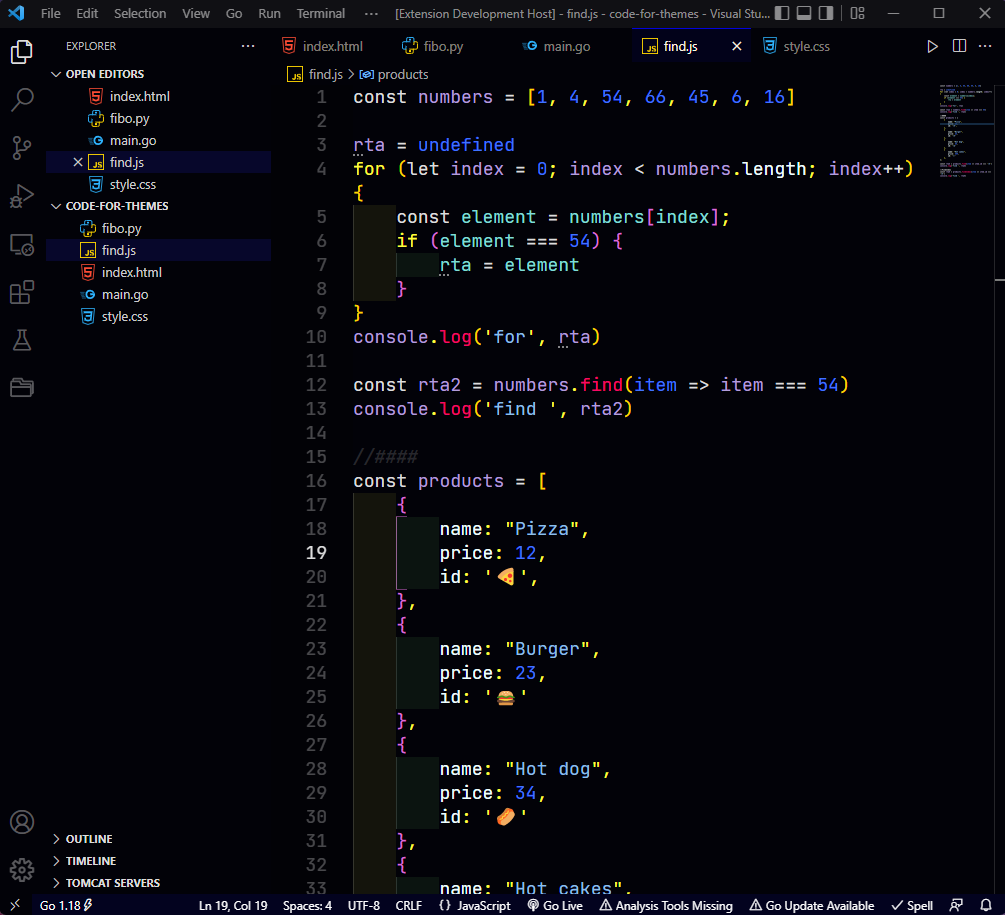 File Edit Selection View Go Run Terminal ··· [Extension Development Host] - find.js - code-for-themes - Visual Stu...
EXPLORER ···
OPEN EDITORS
index.html
fibo.py
main.go
find.js
style.css
CODE-FOR-THEMES
fibo.py
find.js
index.html
main.go
style.css
OUTLINE
TIMELINE
TOMCAT SERVERS
index.html fibo.py main.go JS find.js style.css ···
JS find.js > products
1 const numbers = [1, 4, 54, 66, 45, 6, 16]
2
3 rta = undefined
4 for (let index = 0; index < numbers.length; index++)
{
5 const element = numbers[index];
6 if (element === 54) {
7 rta = element
8 }
9 }
10 console.log('for', rta)
11
12 const rta2 = numbers.find(item => item === 54)
13 console.log('find ', rta2)
14
15 //####
16 const products = [
17 {
18 name: "Pizza",
19 price: 12,
20 id: '🍕',
21 },
22 {
23 name: "Burger",
24 price: 23,
25 id: '🍔'
26 },
27 {
28 name: "Hot dog",
29 price: 34,
30 id: '🌭'
31 },
32 {
33 name: "Hot cakes",
Go 1.18 Ln 19, Col 19 Spaces: 4 UTF-8 CRLF {} JavaScript Go Live Analysis Tools Missing Go Update Available Spell